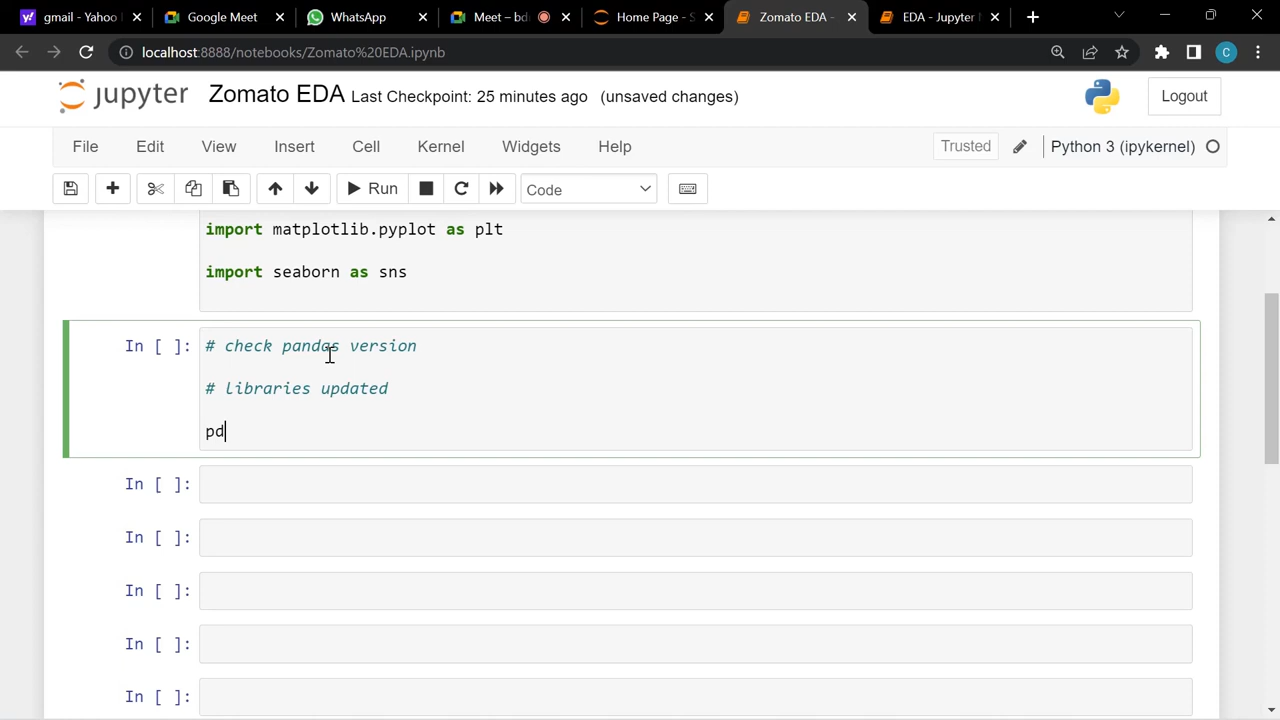 gmail - Yahoo
Google Meet
WhatsApp
Meet – bd
Home Page - S
Zomato EDA -
EDA - Jupyter
localhost:8888/notebooks/Zomato%20EDA.ipynb
C
jupyter Zomato EDA Last Checkpoint: 25 minutes ago (unsaved changes)
Logout
File Edit View Insert Cell Kernel Widgets Help
Trusted
Python 3 (ipykernel)
Run
Code
import matplotlib.pyplot as plt
import seaborn as sns
In [ ]: # check pandas version
# libraries updated
pd
In [ ]:
In [ ]:
In [ ]:
In [ ]:
In [ ]: